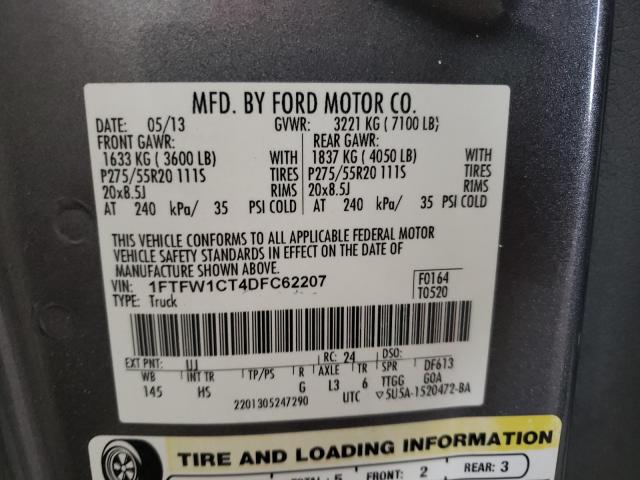 MFD. BY FORD MOTOR CO.
DATE: 05/13 GVWR: 3221 KG (7100 LB)
FRONT GAWR: REAR GAWR:
1633 KG (3600 LB) WITH 1837 KG (4050 LB) WITH
P275/55R20 111S TIRES P275/55R20 111S TIRES
20x8.5J RIMS 20x8.5J RIMS
AT 240 kPa/ 35 PSI COLD AT 240 kPa/ 35 PSI COLD
THIS VEHICLE CONFORMS TO ALL APPLICABLE FEDERAL MOTOR
VEHICLE SAFETY STANDARDS IN EFFECT ON THE DATE OF
MANUFACTURE SHOWN ABOVE.
VIN: 1FTFW1CT4DFC62207 F0164
TYPE: Truck T0520
EXT PNT: UJ RC: 24 DSO:
WB INT TR TP/PS R AXLE TR SPR DF613
145 HS G L3 6 TTGG G0A
2201305247290 UTC ▽5U5A-1520472-BA
TIRE AND LOADING INFORMATION
TOTAL: 5 FRONT: 2 REAR: 3